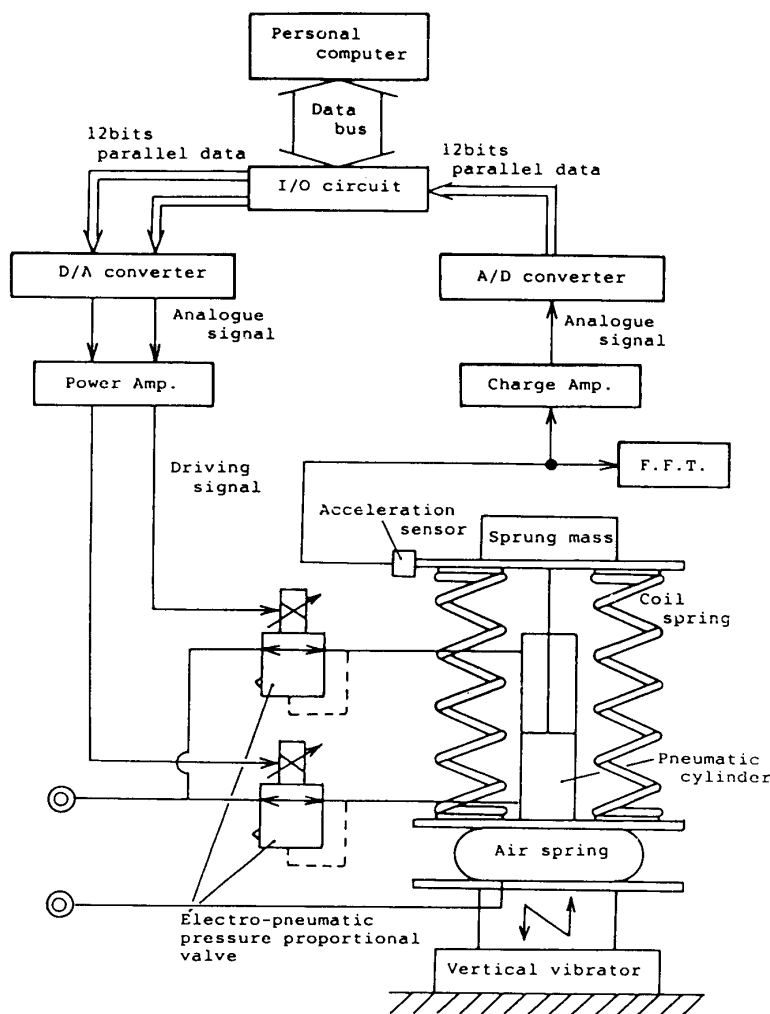 Personal
computer
Data
bus
12bits
parallel data
12bits
parallel data
I/O circuit
D/A converter
A/D converter
Analogue
signal
Analogue
signal
Power Amp.
Charge Amp.
Driving
signal
F.F.T.
Acceleration
sensor
Sprung mass
Coil
spring
Pneumatic
cylinder
Air spring
Electro-pneumatic
pressure proportional
valve
Vertical vibrator